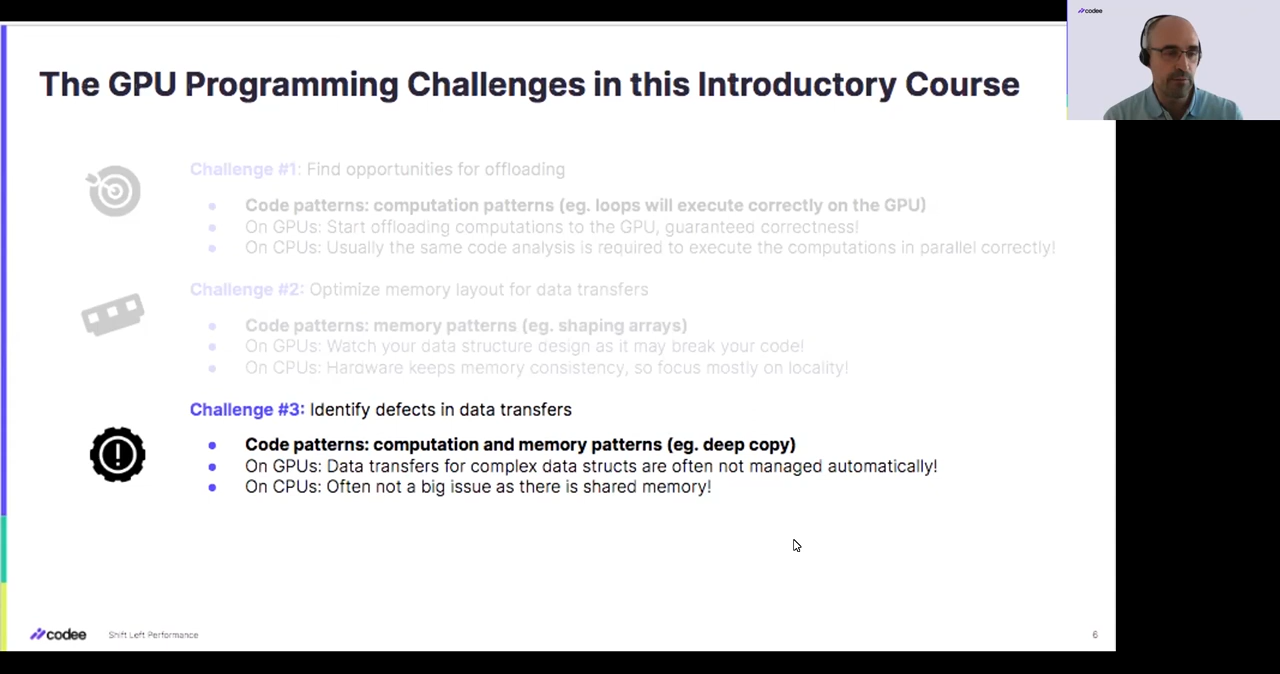 codee
The GPU Programming Challenges in this Introductory Course
Challenge #1: Find opportunities for offloading
Code patterns: computation patterns (eg. loops will execute correctly on the GPU)
On GPUs: Start offloading computations to the GPU, guaranteed correctness!
On CPUs: Usually the same code analysis is required to execute the computations in parallel correctly!
Challenge #2: Optimize memory layout for data transfers
Code patterns: memory patterns (eg. shaping arrays)
On GPUs: Watch your data structure design as it may break your code!
On CPUs: Hardware keeps memory consistency, so focus mostly on locality!
Challenge #3: Identify defects in data transfers
Code patterns: computation and memory patterns (eg. deep copy)
On GPUs: Data transfers for complex data structs are often not managed automatically!
On CPUs: Often not a big issue as there is shared memory!
codee Shift Left Performance 6